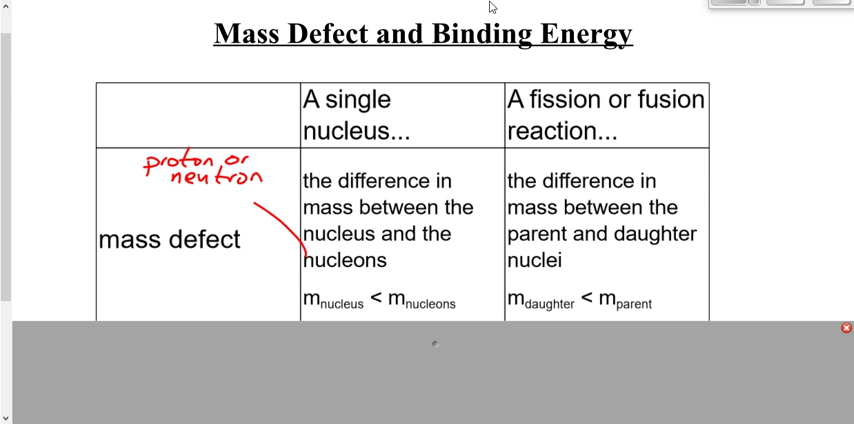 Mass Defect and Binding Energy
A single
nucleus...
A fission or fusion
reaction...
proton or
neutron
mass defect
the difference in
mass between the
nucleus and the
nucleons
mnucleus < mnucleons
the difference in
mass between the
parent and daughter
nuclei
mdaughter < mparent